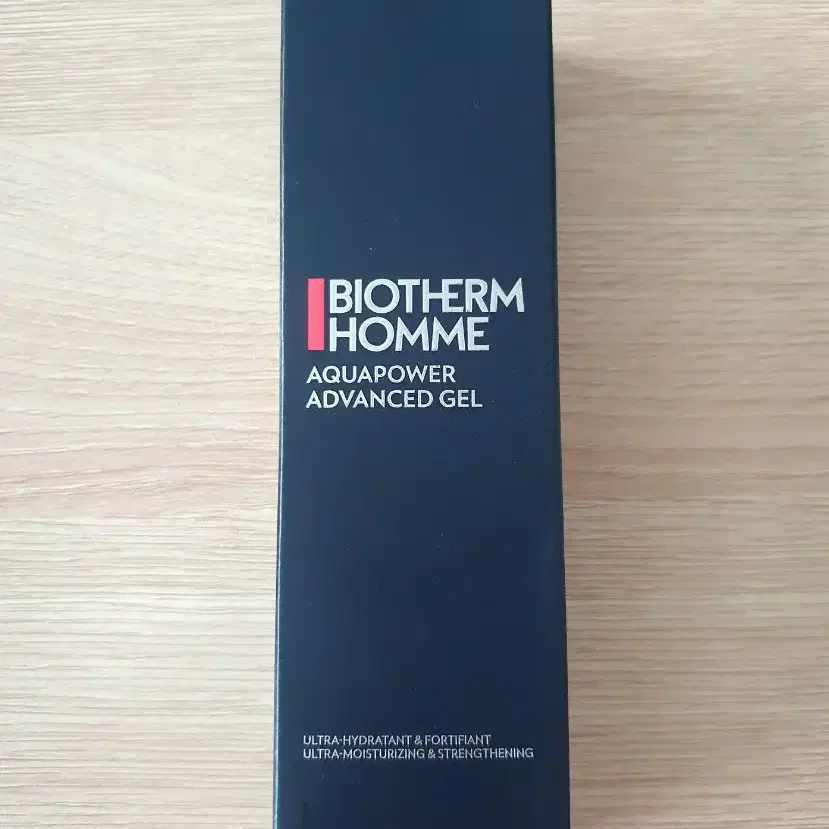 BIOTHERM
HOMME
AQUAPOWER
ADVANCED GEL
ULTRA-HYDRATANT & FORTIFIANT
ULTRA-MOISTURIZING & STRENGTHENING